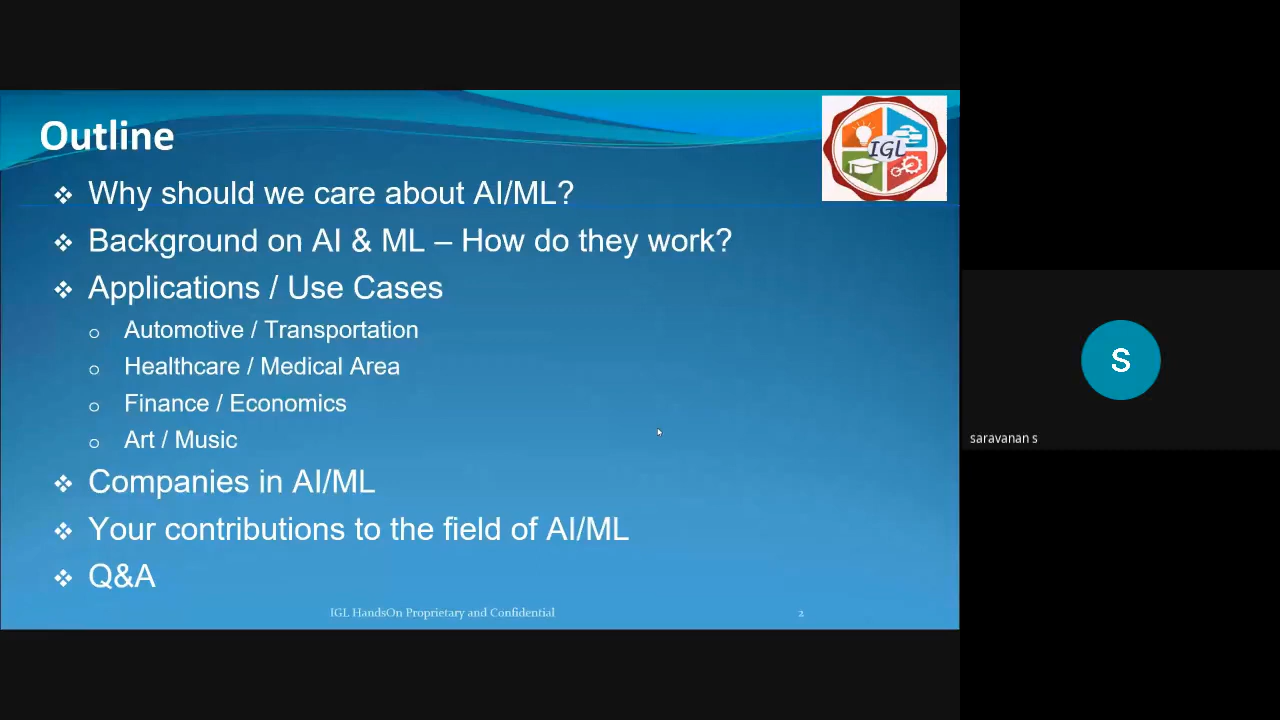 Outline
IGL
❖ Why should we care about AI/ML?
❖ Background on AI & ML – How do they work?
❖ Applications / Use Cases
o Automotive / Transportation
o Healthcare / Medical Area
o Finance / Economics
o Art / Music
❖ Companies in AI/ML
❖ Your contributions to the field of AI/ML
❖ Q&A
IGL HandsOn Proprietary and Confidential 2
S
saravanan s